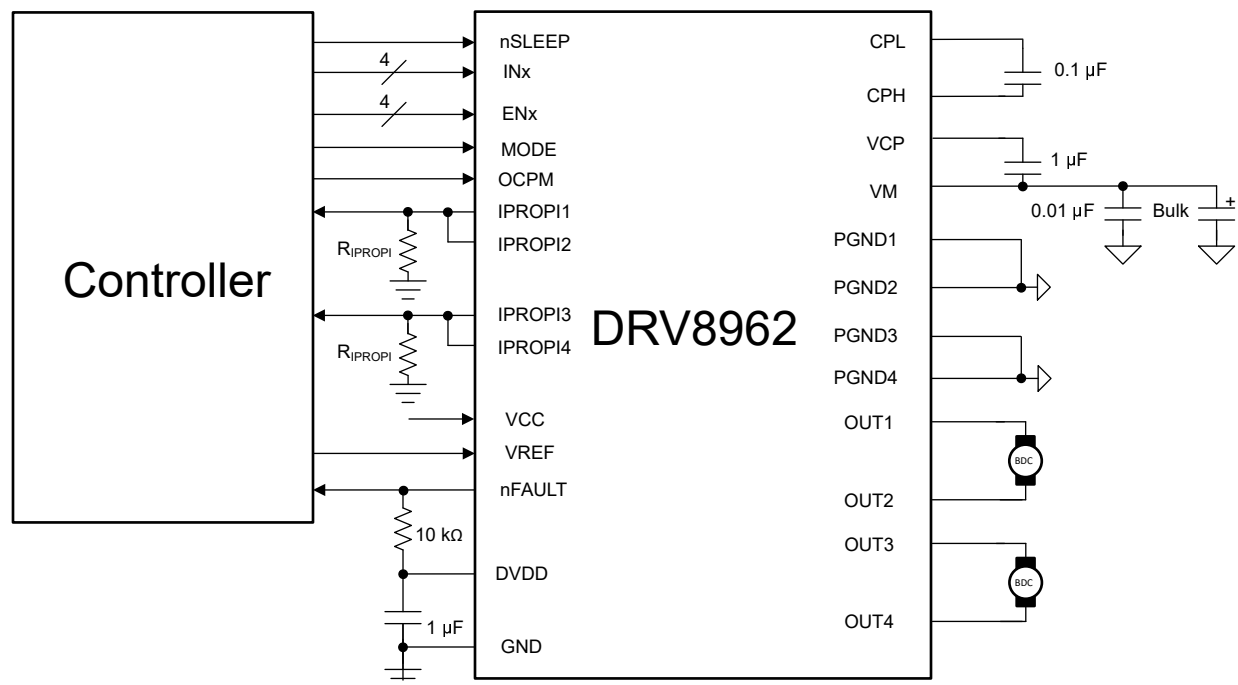 Controller
4
4
R_IPROPI
R_IPROPI
10 kΩ
1 µF
nSLEEP
INx
ENx
MODE
OCPM
IPROPI1
IPROPI2
IPROPI3
IPROPI4
VCC
VREF
nFAULT
DVDD
GND
DRV8962
CPL
CPH
VCP
VM
PGND1
PGND2
PGND3
PGND4
OUT1
OUT2
OUT3
OUT4
0.1 µF
1 µF
0.01 µF
Bulk
+
BDC
BDC